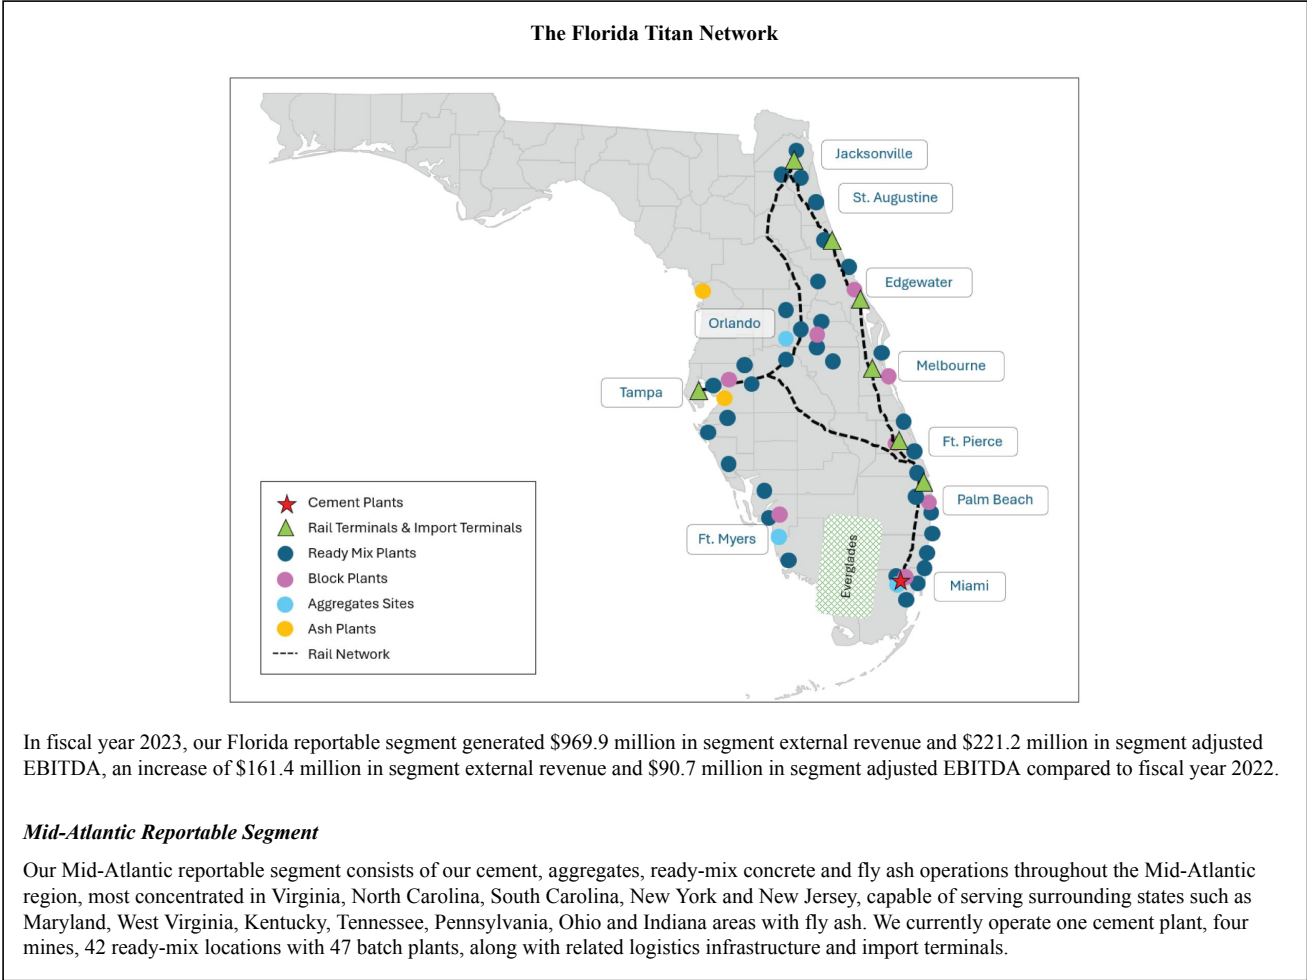 The Florida Titan Network
Jacksonville
St. Augustine
Edgewater
Orlando
Melbourne
Tampa
Ft. Pierce
Palm Beach
Ft. Myers
Everglades
Miami
Cement Plants
Rail Terminals & Import Terminals
Ready Mix Plants
Block Plants
Aggregates Sites
Ash Plants
Rail Network
In fiscal year 2023, our Florida reportable segment generated $969.9 million in segment external revenue and $221.2 million in segment adjusted
EBITDA, an increase of $161.4 million in segment external revenue and $90.7 million in segment adjusted EBITDA compared to fiscal year 2022.
Mid-Atlantic Reportable Segment
Our Mid-Atlantic reportable segment consists of our cement, aggregates, ready-mix concrete and fly ash operations throughout the Mid-Atlantic
region, most concentrated in Virginia, North Carolina, South Carolina, New York and New Jersey, capable of serving surrounding states such as
Maryland, West Virginia, Kentucky, Tennessee, Pennsylvania, Ohio and Indiana areas with fly ash. We currently operate one cement plant, four
mines, 42 ready-mix locations with 47 batch plants, along with related logistics infrastructure and import terminals.